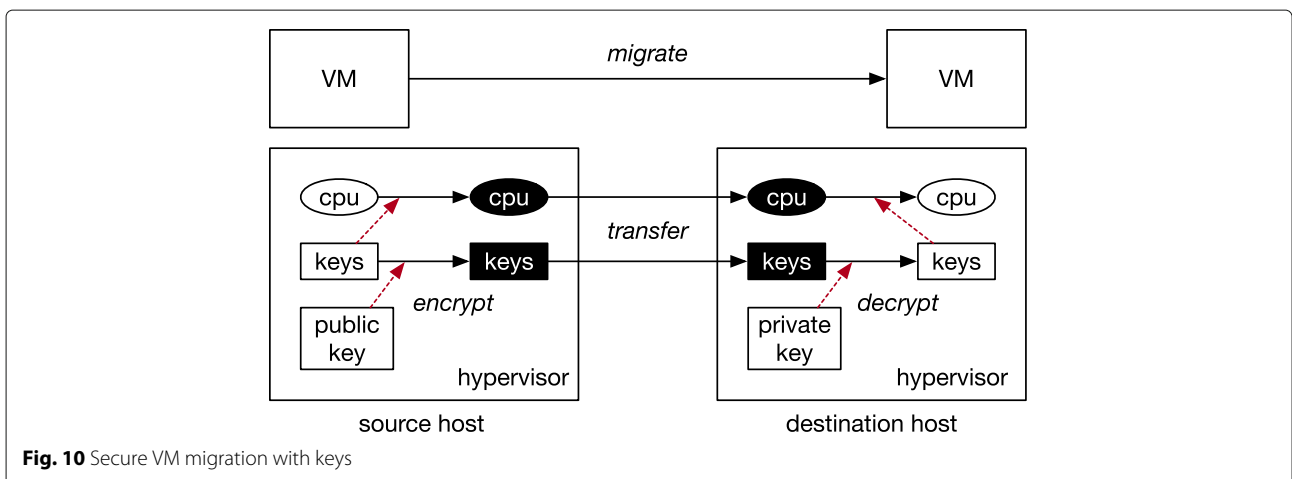 migrate
VM
VM
cpu
cpu
cpu
cpu
transfer
keys
keys
keys
keys
encrypt
decrypt
public
key
private
key
hypervisor
hypervisor
source host
destination host
Fig. 10 Secure VM migration with keys